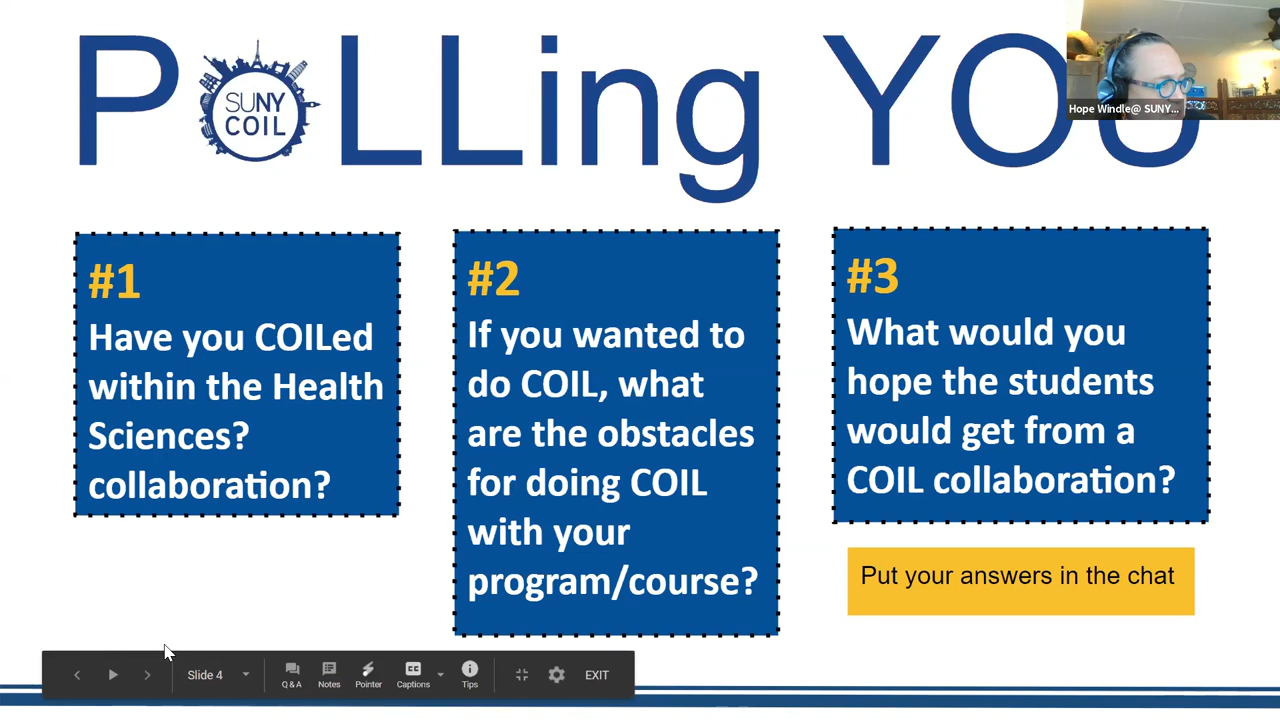 P LLing YOU
SUNY
COIL
Hope Windle@ SUNY...
#1
Have you COILed
within the Health
Sciences?
collaboration?
#2
If you wanted to
do COIL, what
are the obstacles
for doing COIL
with your
program/course?
#3
What would you
hope the students
would get from a
COIL collaboration?
Put your answers in the chat
Slide 4
Q & A
Notes
Pointer
CC
Captions
Tips
EXIT